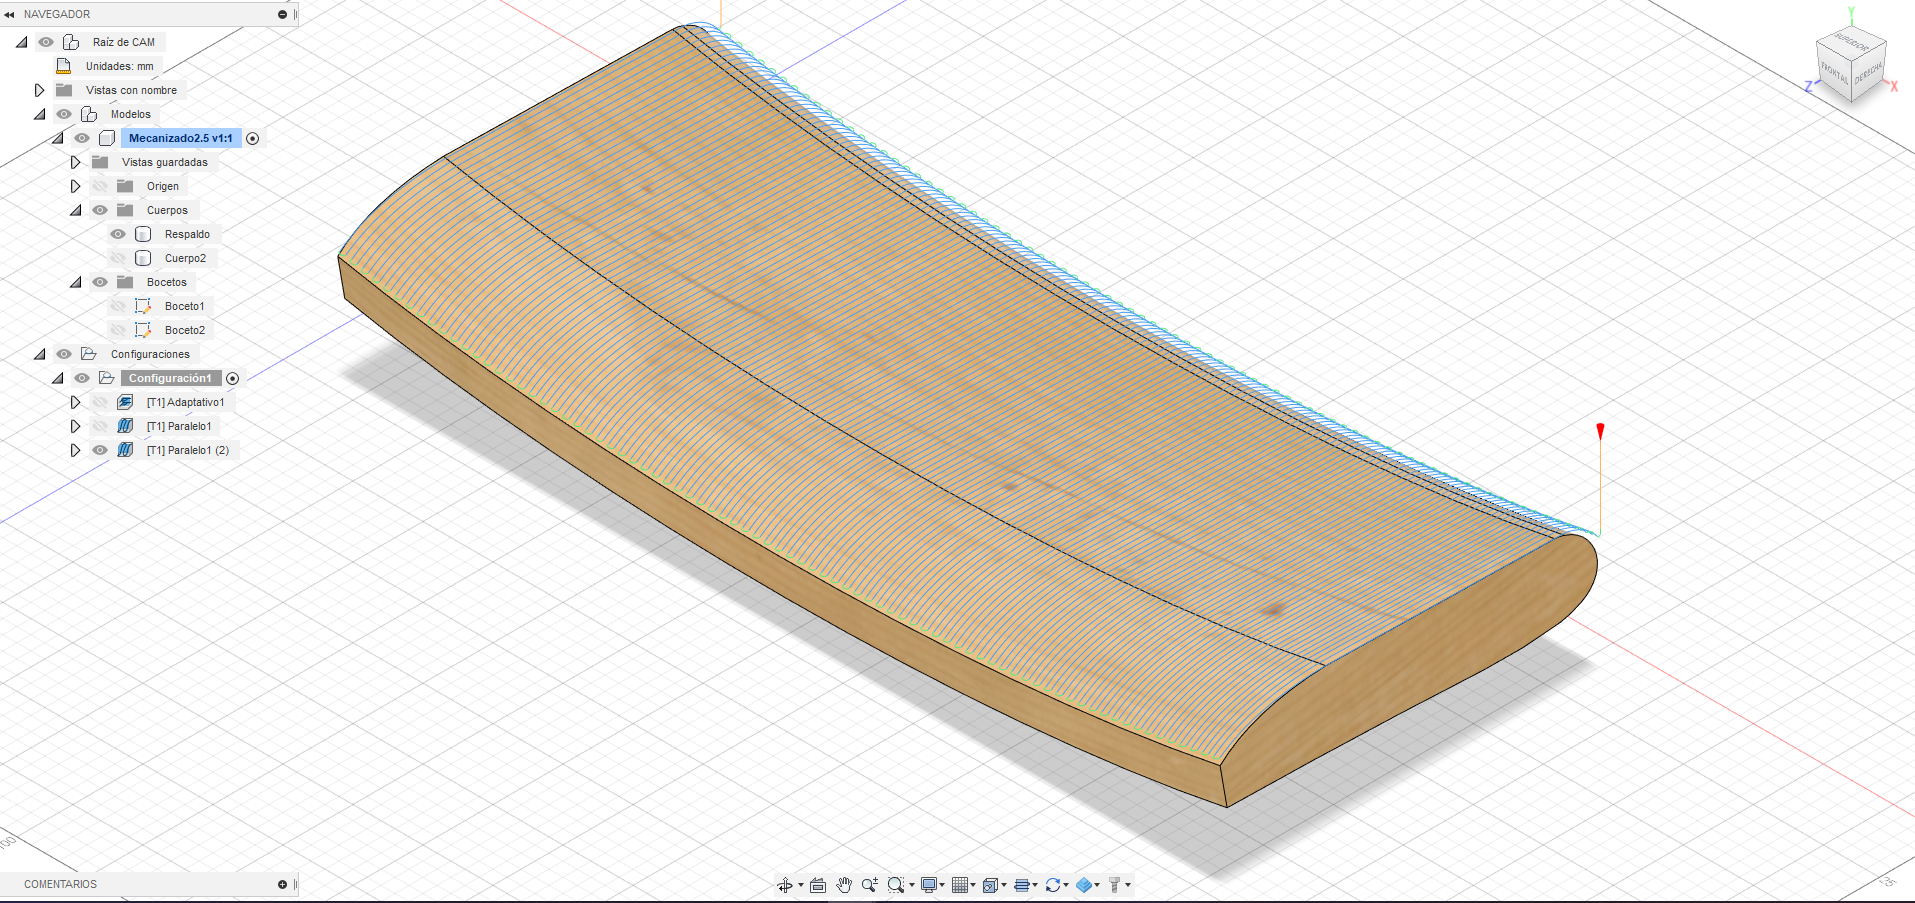 NAVEGADOR
Raíz de CAM
Unidades: mm
Vistas con nombre
Modelos
Mecanizado2.5 v1:1
Vistas guardadas
Origen
Cuerpos
Respaldo
Cuerpo2
Bocetos
Boceto1
Boceto2
Configuraciones
Configuración1
[T1] Adaptativo1
[T1] Paralelo1
[T1] Paralelo1 (2)
COMENTARIOS
Y
SUPERIOR
FRONTAL
DERECHA
Z
X